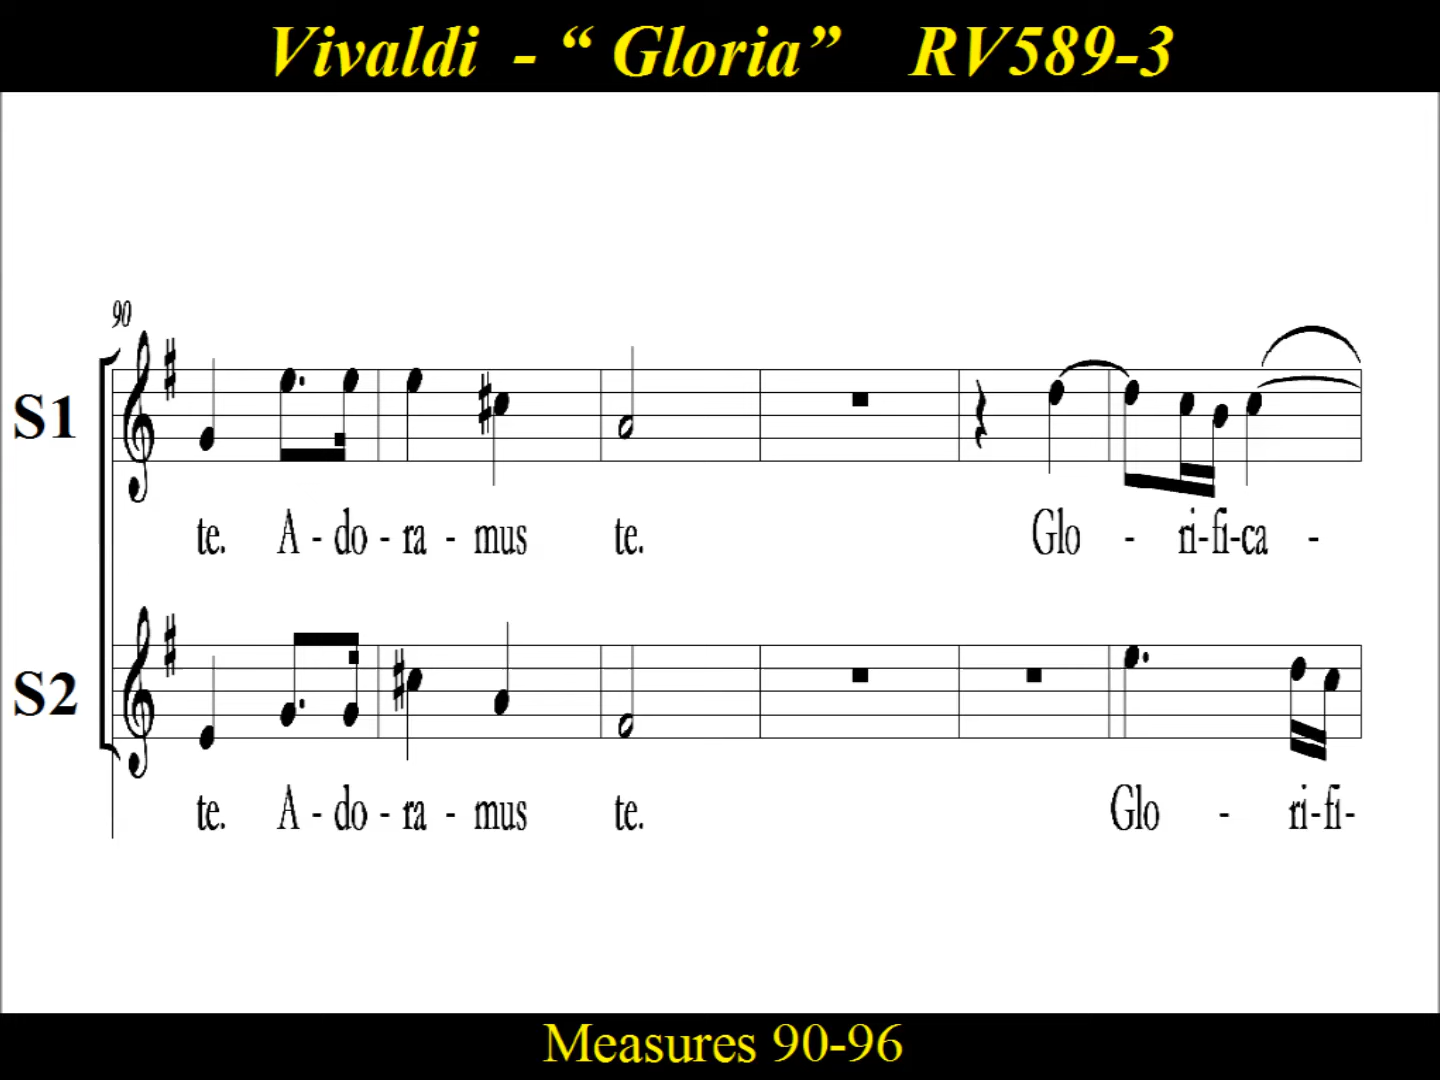 Vivaldi - “ Gloria” RV589-3
90
S1
te. A - do - ra - mus te. Glo - ri-fi-ca -
S2
te. A - do - ra - mus te. Glo - ri-fi-
Measures 90-96